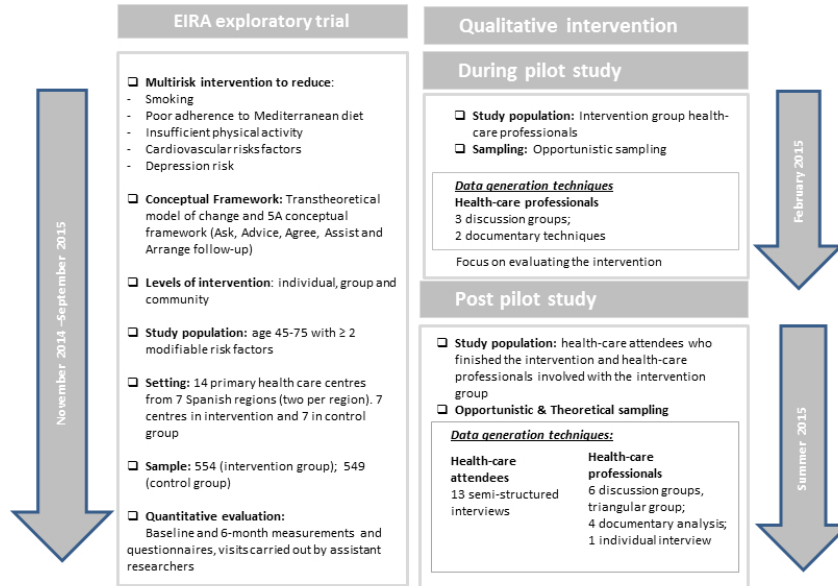 EIRA exploratory trial
November 2014 –September 2015
❑ Multirisk intervention to reduce:
- Smoking
- Poor adherence to Mediterranean diet
- Insufficient physical activity
- Cardiovascular risks factors
- Depression risk
❑ Conceptual Framework: Transtheoretical
model of change and 5A conceptual
framework (Ask, Advice, Agree, Assist and
Arrange follow-up)
❑ Levels of intervention: individual, group and
community
❑ Study population: age 45-75 with ≥ 2
modifiable risk factors
❑ Setting: 14 primary health care centres
from 7 Spanish regions (two per region). 7
centres in intervention and 7 in control
group
❑ Sample: 554 (intervention group); 549
(control group)
❑ Quantitative evaluation:
Baseline and 6-month measurements and
questionnaires, visits carried out by assistant
researchers
Qualitative intervention
During pilot study
❑ Study population: Intervention group health-
care professionals
❑ Sampling: Opportunistic sampling
Data generation techniques
Health-care professionals
3 discussion groups;
2 documentary techniques
Focus on evaluating the intervention
February 2015
Post pilot study
❑ Study population: health-care attendees who
finished the intervention and health-care
professionals involved with the intervention
group
❑ Opportunistic & Theoretical sampling
Data generation techniques:
Health-care
attendees
13 semi-structured
interviews
Health-care
professionals
6 discussion groups,
triangular group;
4 documentary analysis;
1 individual interview
Summer 2015